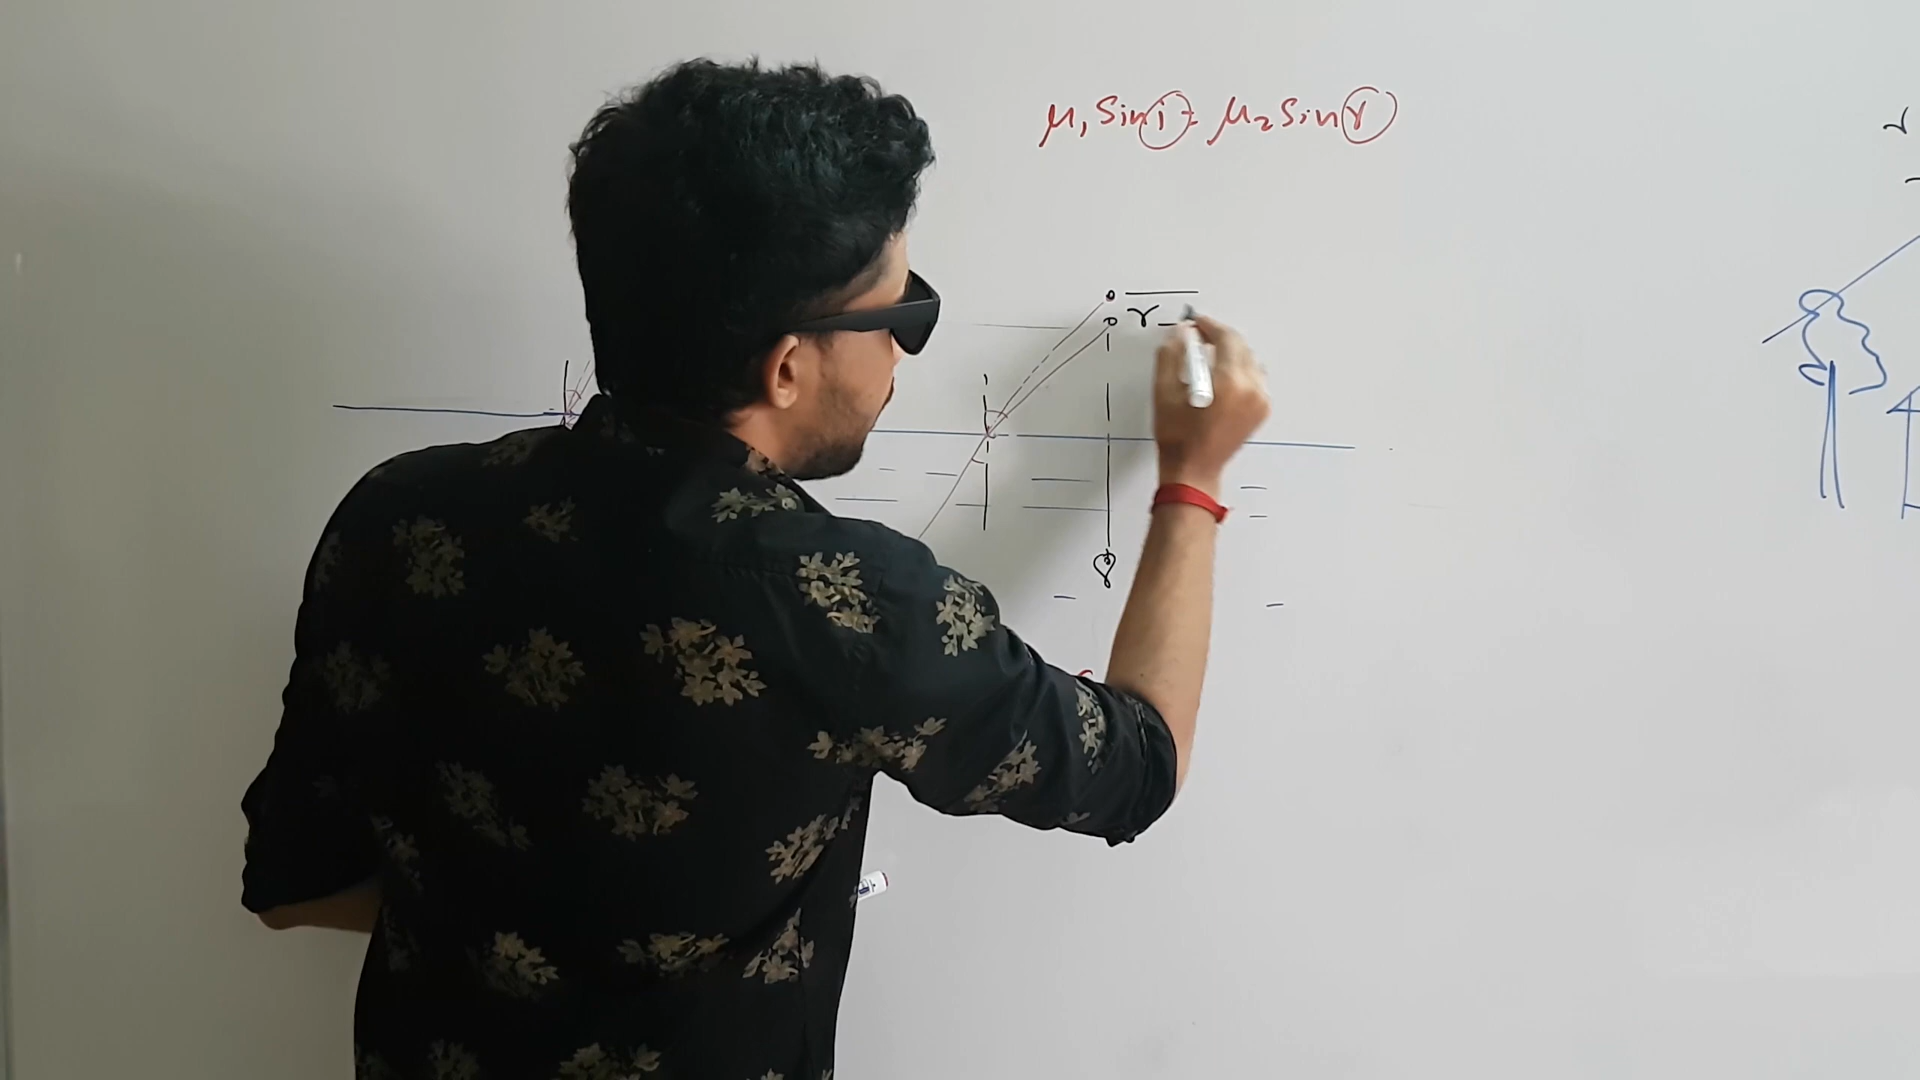 μ₁ Sin i = μ₂ Sin r
r